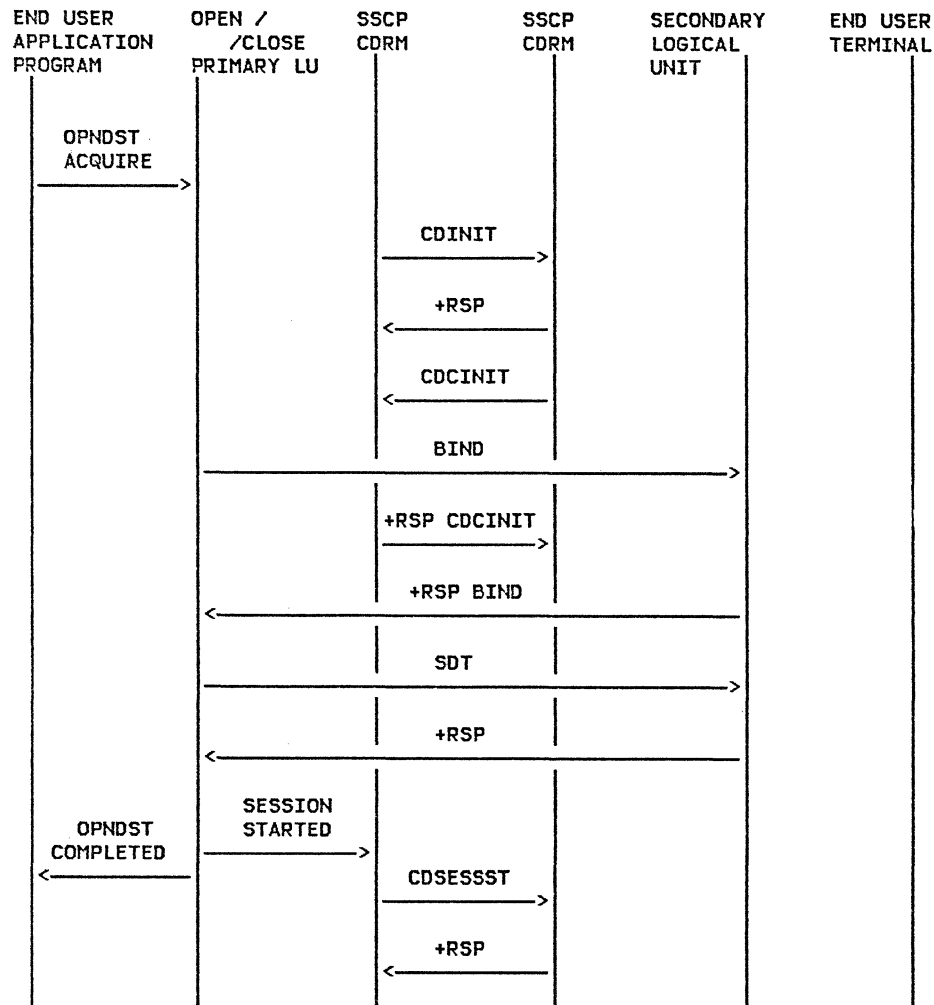 END USER
APPLICATION
PROGRAM
OPEN /
/CLOSE
PRIMARY LU
SSCP
CDRM
SSCP
CDRM
SECONDARY
LOGICAL
UNIT
END USER
TERMINAL
OPNDST
ACQUIRE
CDINIT
+RSP
CDCINIT
BIND
+RSP CDCINIT
+RSP BIND
SDT
+RSP
SESSION
STARTED
OPNDST
COMPLETED
CDSESSST
+RSP